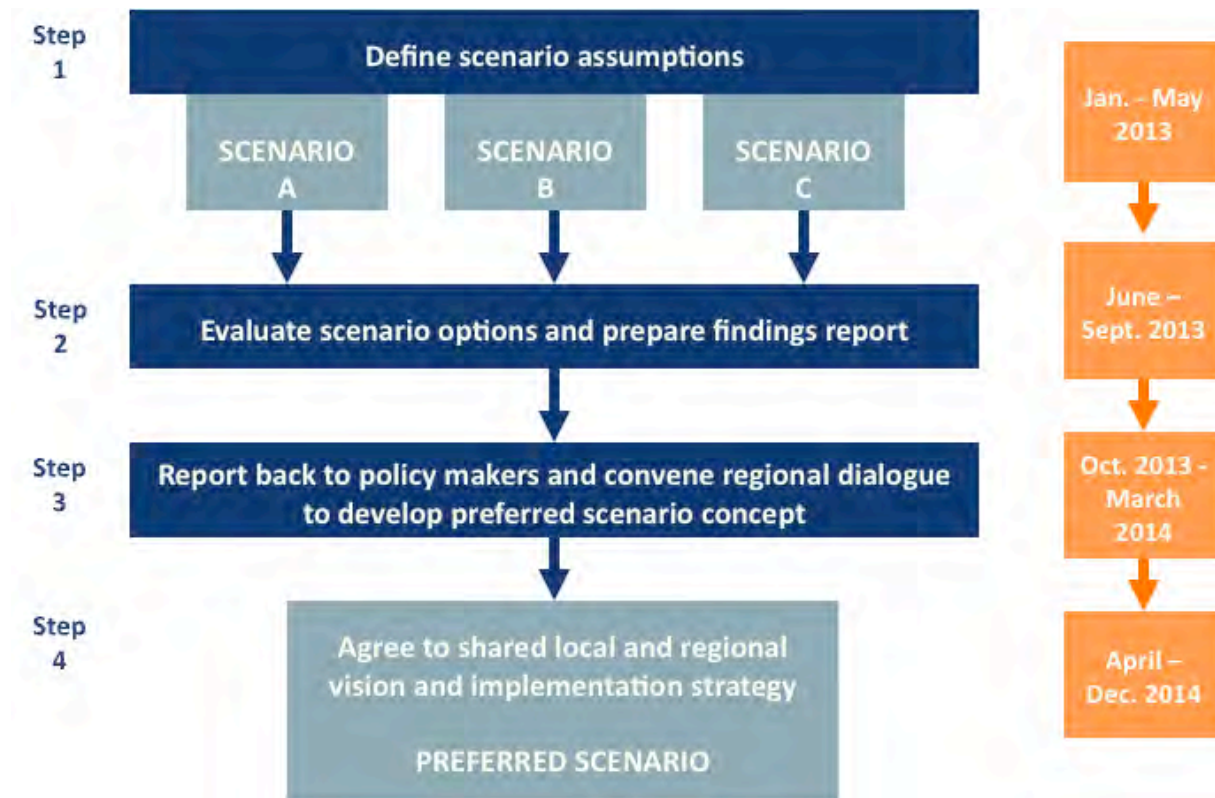 Step
1
Define scenario assumptions
SCENARIO
A
SCENARIO
B
SCENARIO
C
Jan. - May
2013
Step
2
Evaluate scenario options and prepare findings report
June –
Sept. 2013
Step
3
Report back to policy makers and convene regional dialogue
to develop preferred scenario concept
Oct. 2013 -
March
2014
Step
4
Agree to shared local and regional
vision and implementation strategy
PREFERRED SCENARIO
April –
Dec. 2014